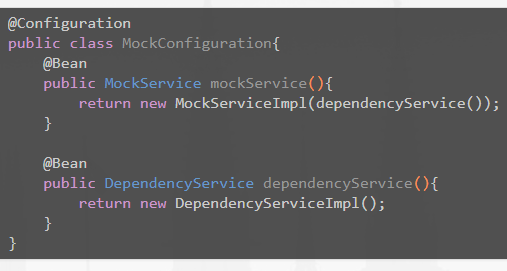 @Configuration
public class MockConfiguration{
    @Bean
    public MockService mockService(){
        return new MockServiceImpl(dependencyService());
    }

    @Bean
    public DependencyService dependencyService(){
        return new DependencyServiceImpl();
    }
}